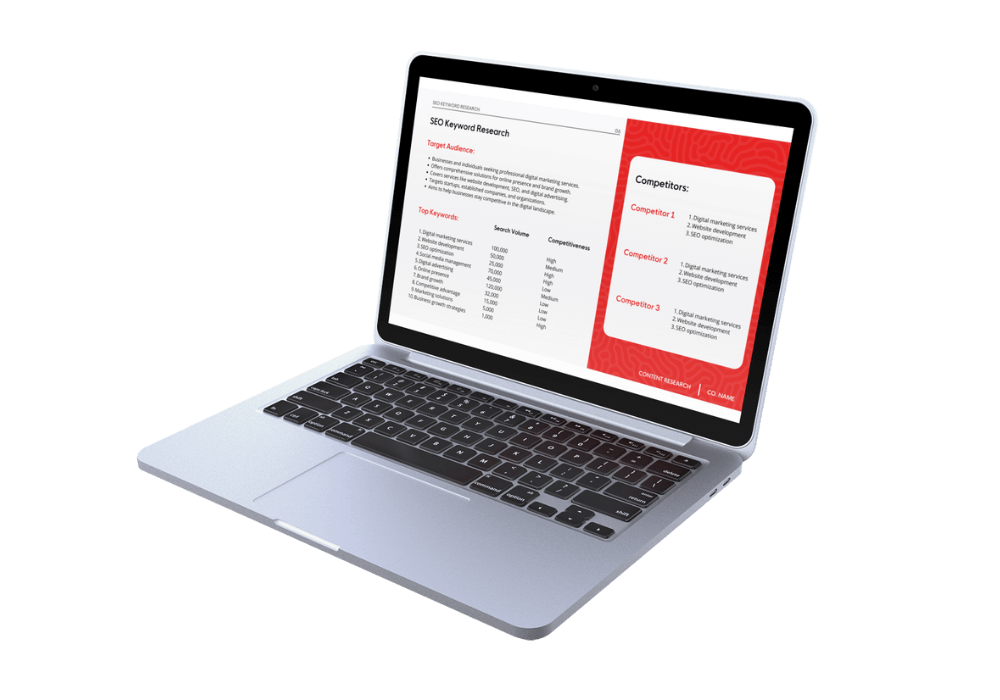 SEO KEYWORD RESEARCH
SEO Keyword Research
Target Audience:
• Businesses and individuals seeking professional digital marketing services.
• Offers comprehensive solutions for online presence and brand growth.
• Covers services like website development, SEO, and digital advertising.
• Targets startups, established companies, and organizations.
• Aims to help businesses stay competitive in the digital landscape.
Top Keywords: Search Volume Competitiveness
1. Digital marketing services 100,000 High
2. Website development 50,000 Medium
3. SEO optimization 25,000 High
4. Social media management 70,000 High
5. Digital advertising 45,000 Low
6. Online presence 120,000 Medium
7. Brand growth 32,000 Low
8. Competitive advantage 15,000 Low
9. Marketing solutions 5,000 Low
10. Business growth strategies 1,000 High
Competitors:
Competitor 1
1. Digital marketing services
2. Website development
3. SEO optimization
Competitor 2
1. Digital marketing services
2. Website development
3. SEO optimization
Competitor 3
1. Digital marketing services
2. Website development
3. SEO optimization
CONTENT RESEARCH | CO. NAME
command
option
command
option
shift
return
delete